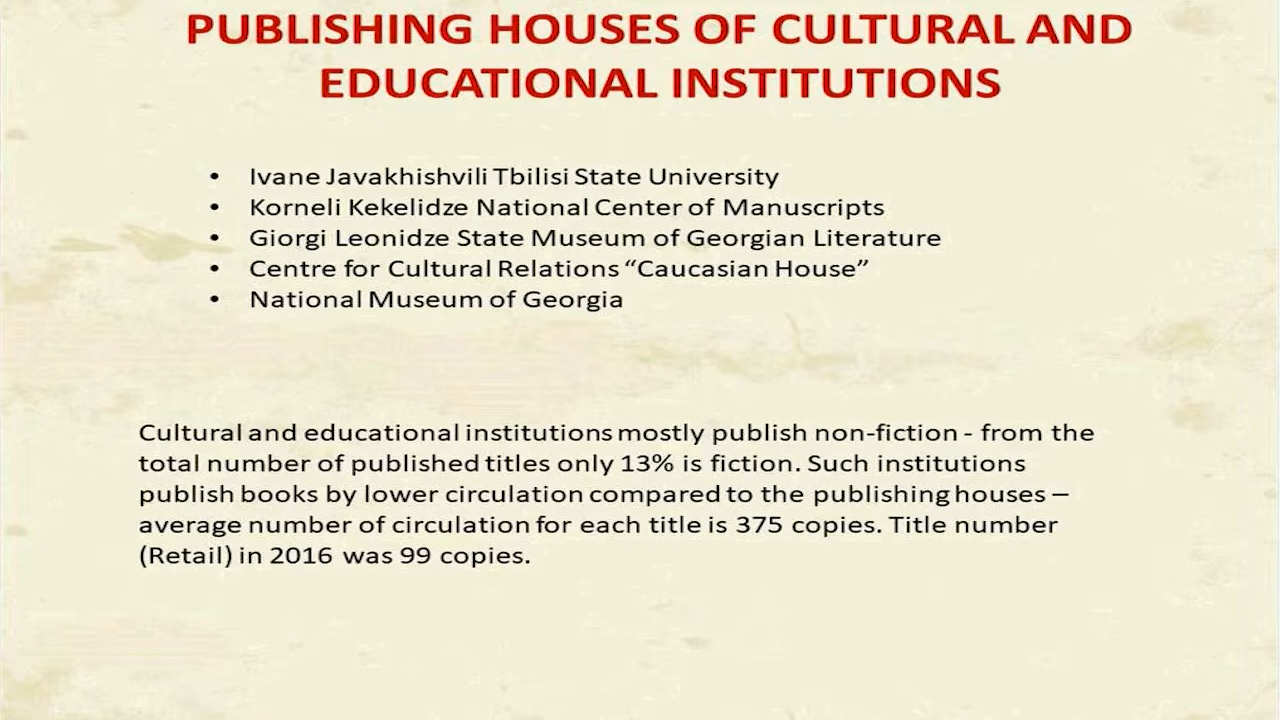 PUBLISHING HOUSES OF CULTURAL AND
EDUCATIONAL INSTITUTIONS
• Ivane Javakhishvili Tbilisi State University
• Korneli Kekelidze National Center of Manuscripts
• Giorgi Leonidze State Museum of Georgian Literature
• Centre for Cultural Relations “Caucasian House”
• National Museum of Georgia
Cultural and educational institutions mostly publish non-fiction - from the
total number of published titles only 13% is fiction. Such institutions
publish books by lower circulation compared to the publishing houses –
average number of circulation for each title is 375 copies. Title number
(Retail) in 2016 was 99 copies.